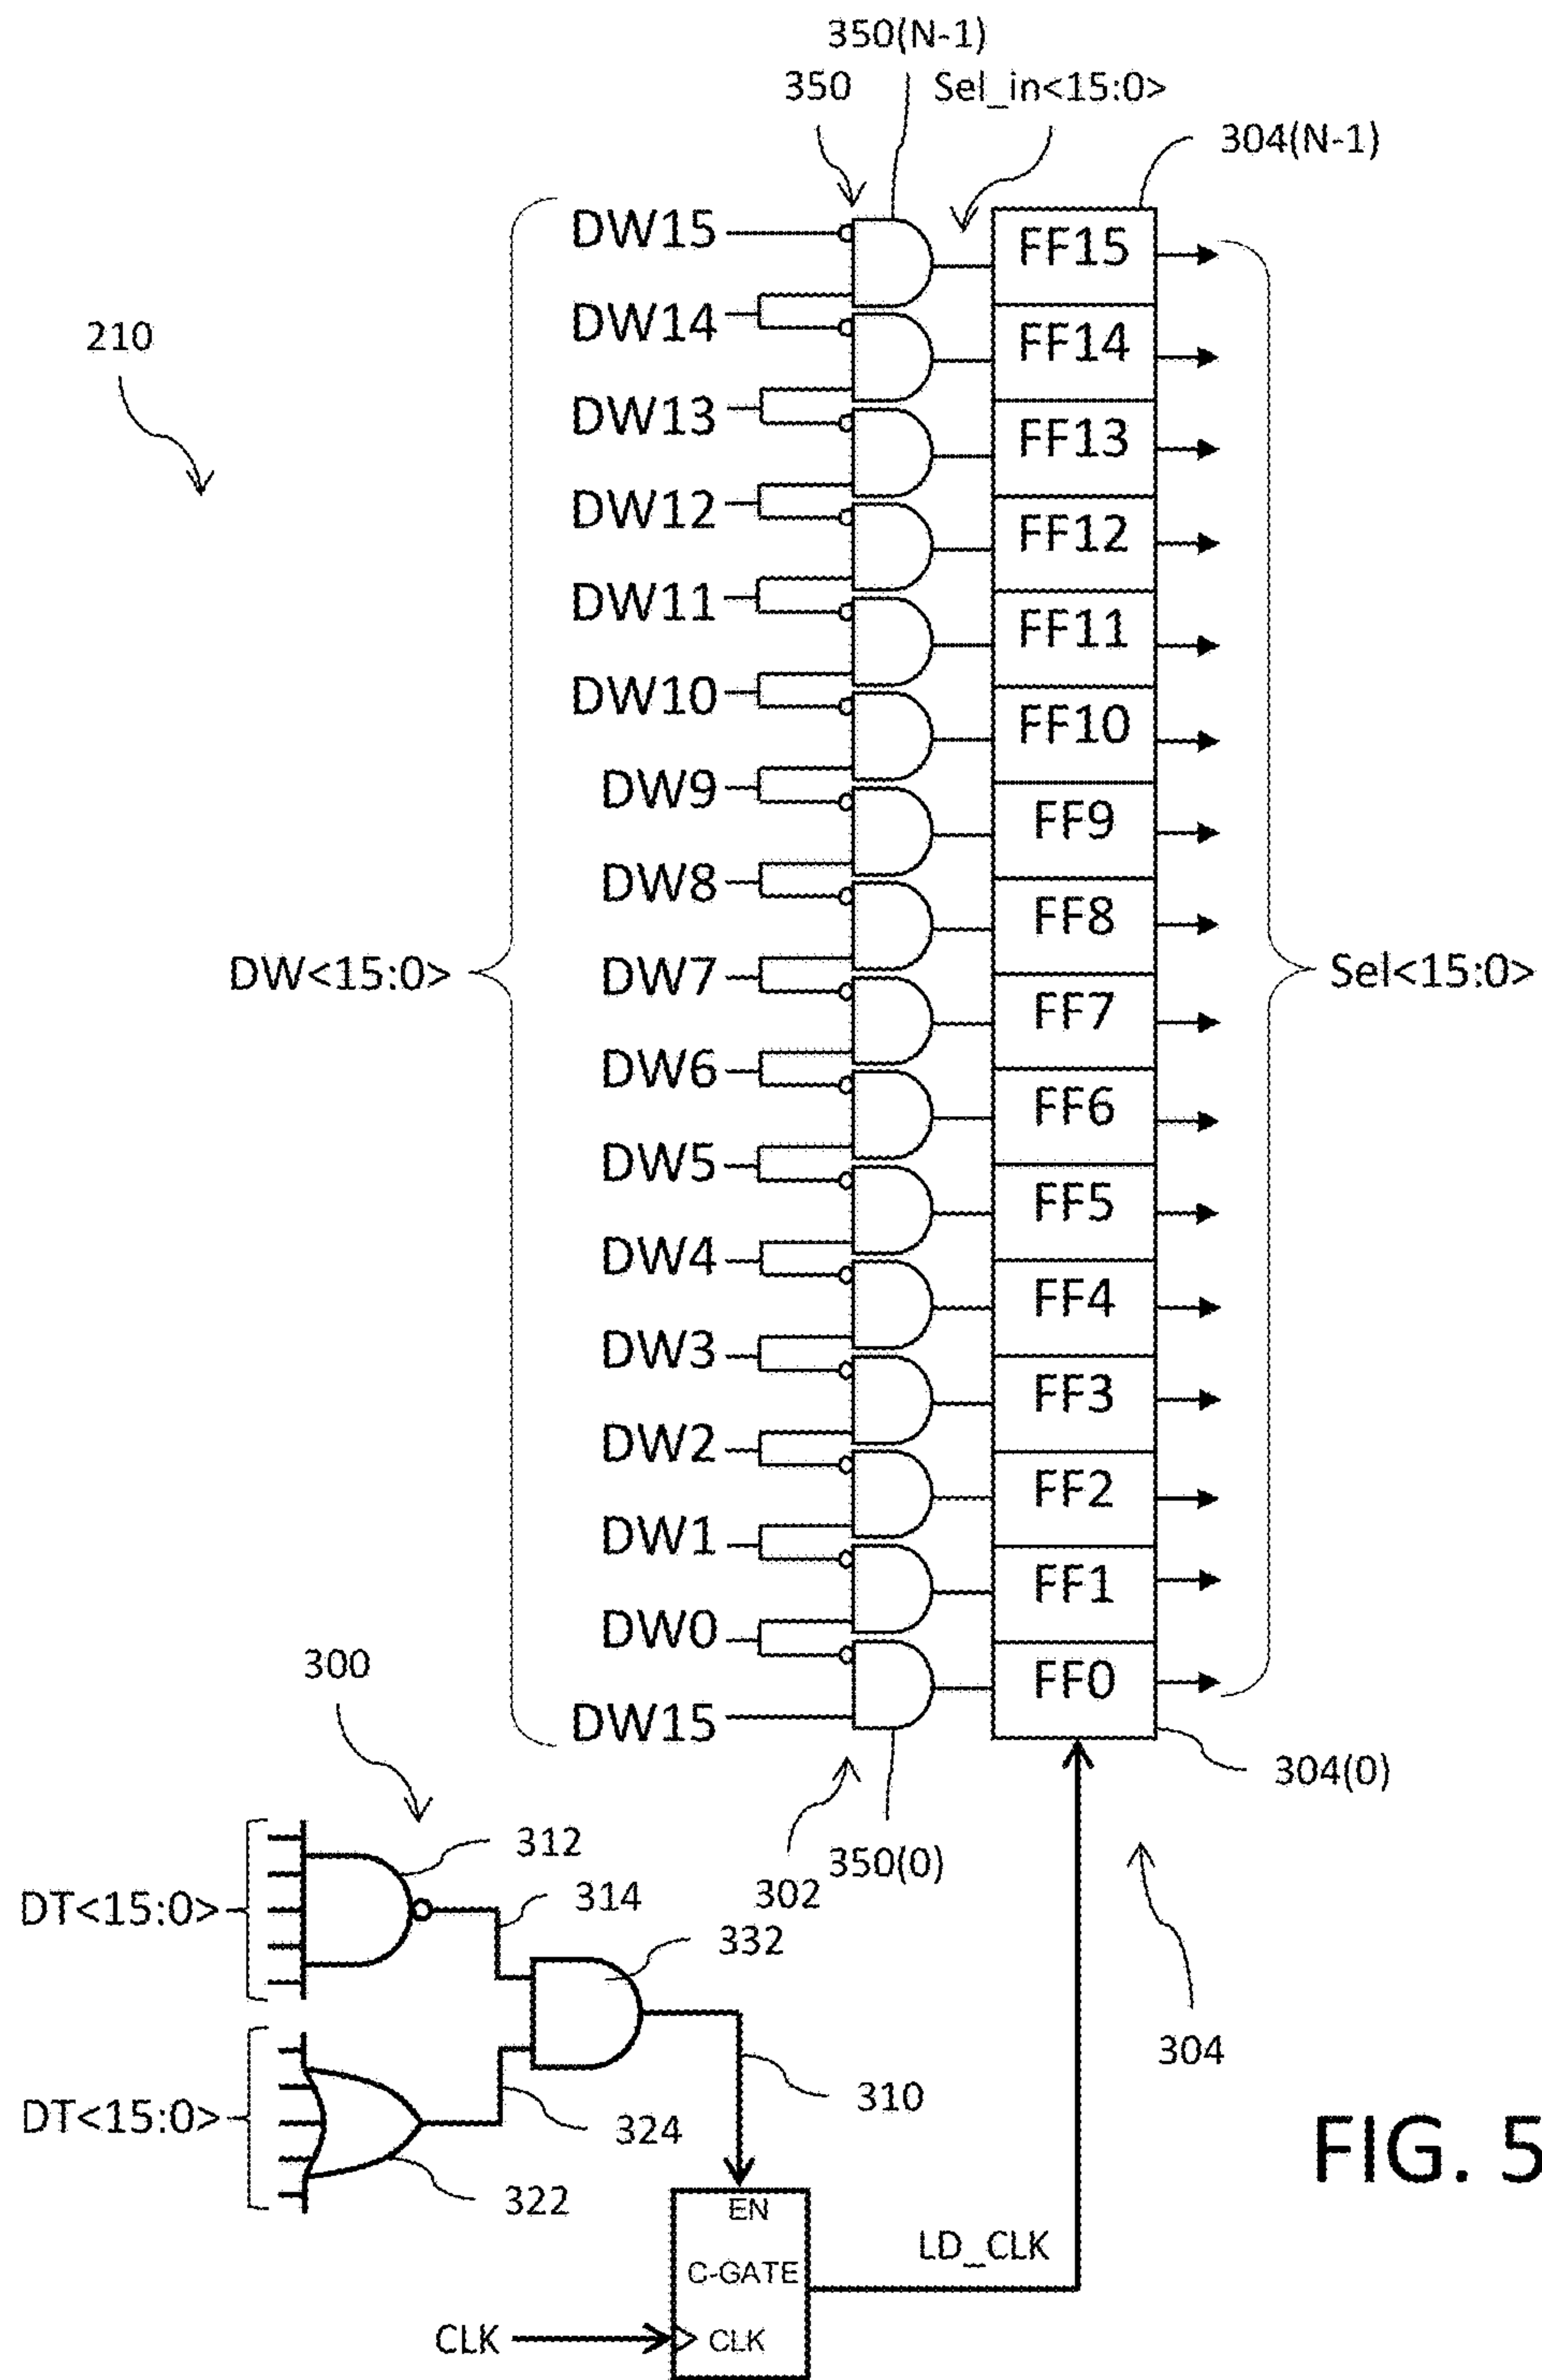 350(N-1)
350 Sel_in<15:0>
304(N-1)
DW15 FF15
DW14 FF14
210
DW13 FF13
DW12 FF12
DW11 FF11
DW10 FF10
DW9 FF9
DW8 FF8
DW<15:0> DW7 FF7 Sel<15:0>
DW6 FF6
DW5 FF5
DW4 FF4
DW3 FF3
DW2 FF2
DW1 FF1
DW0 FF0
300
DW15
304(0)
312
350(0)
302
DT<15:0> 314
332
304
310
DT<15:0> 324
322
FIG. 5
EN
LD_CLK
C-GATE
CLK CLK